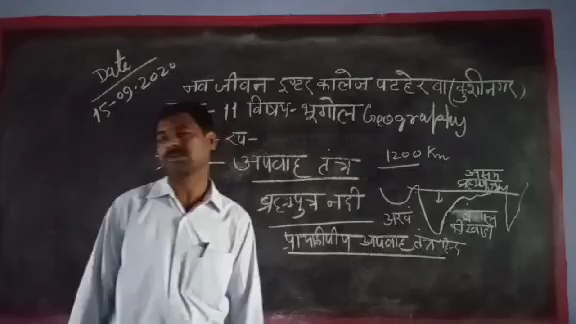 Date
15-09-2020
नव जीवन इण्टर कालेज पटहेरवा (कुशीनगर)
- 11 विषय- भूगोल Geography
अपवाह तंत्र
1200 Km
ब्रह्मपुत्र नदी
अरब
प्रायद्वीपीय अपवाह तंत्र